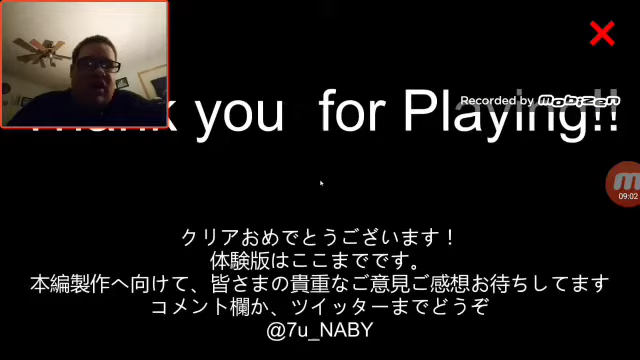 Thank you for Playing!!
Recorded by MOBIZEN
09:02
クリアおめでとうございます！
体験版はここまでです。
本編製作へ向けて、皆さまの貴重なご意見ご感想お待ちしてます
コメント欄か、ツイッターまでどうぞ
@7u_NABY